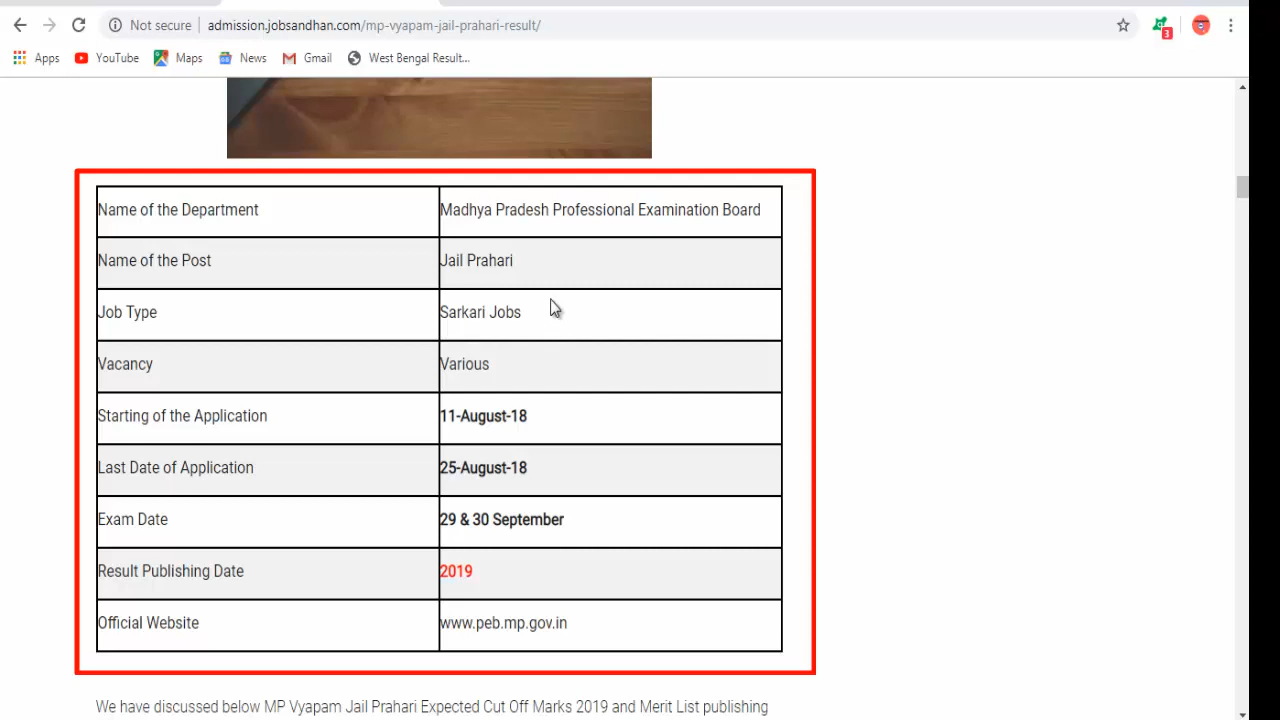 Not secure admission.jobsandhan.com/mp-vyapam-jail-prahari-result/
3
Apps YouTube Maps News Gmail West Bengal Result...
Name of the Department Madhya Pradesh Professional Examination Board
Name of the Post Jail Prahari
Job Type Sarkari Jobs
Vacancy Various
Starting of the Application 11-August-18
Last Date of Application 25-August-18
Exam Date 29 & 30 September
Result Publishing Date 2019
Official Website www.peb.mp.gov.in
We have discussed below MP Vyapam Jail Prahari Expected Cut Off Marks 2019 and Merit List publishing